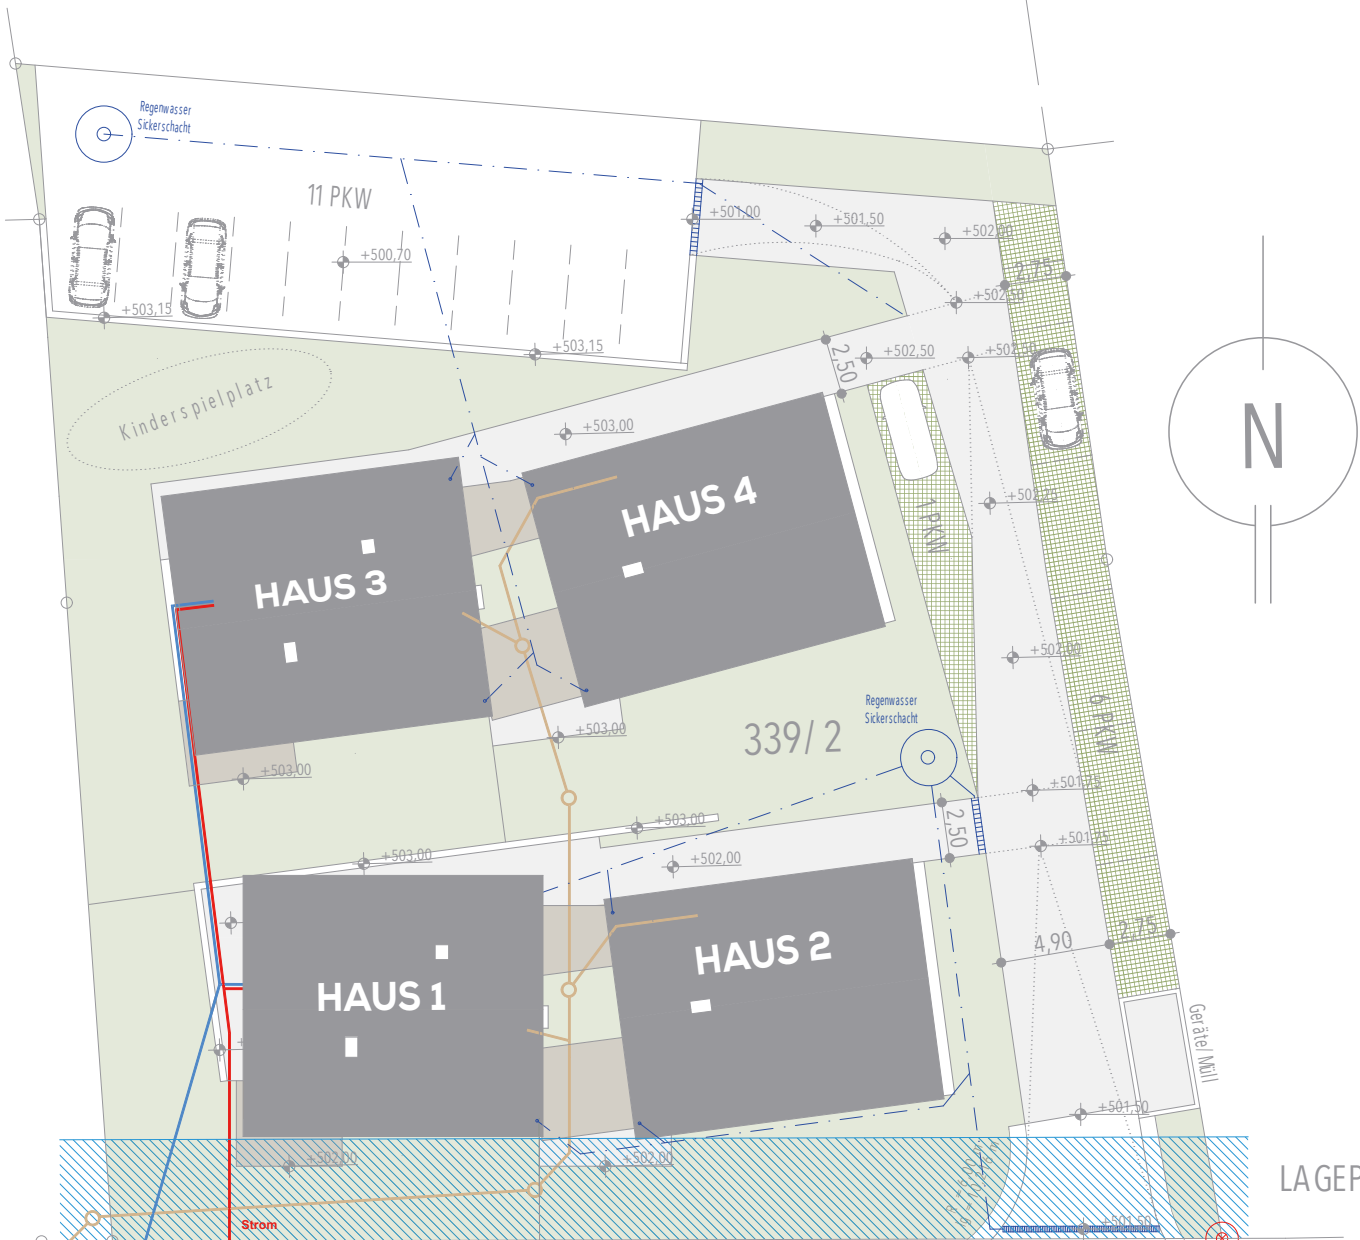 Regenwasser
Sickerschacht
11 PKW
+501,00
+501,50
+502,00
+500,70
2,75
+502,50
+503,15
+503,15
2,50
+502,50
Kinderspielplatz
+503,00
N
HAUS 4
+502,25
1 PKW
HAUS 3
+502,00
6 PKW
Regenwasser
Sickerschacht
339/2
+503,00
+503,00
+501,75
2,50
+503,00
+501,75
+503,00
+502,00
2,75
4,90
HAUS 2
HAUS 1
Geräte/Müll
+501,50
+502,00
+502,00
LAGEP
+501,50
Strom